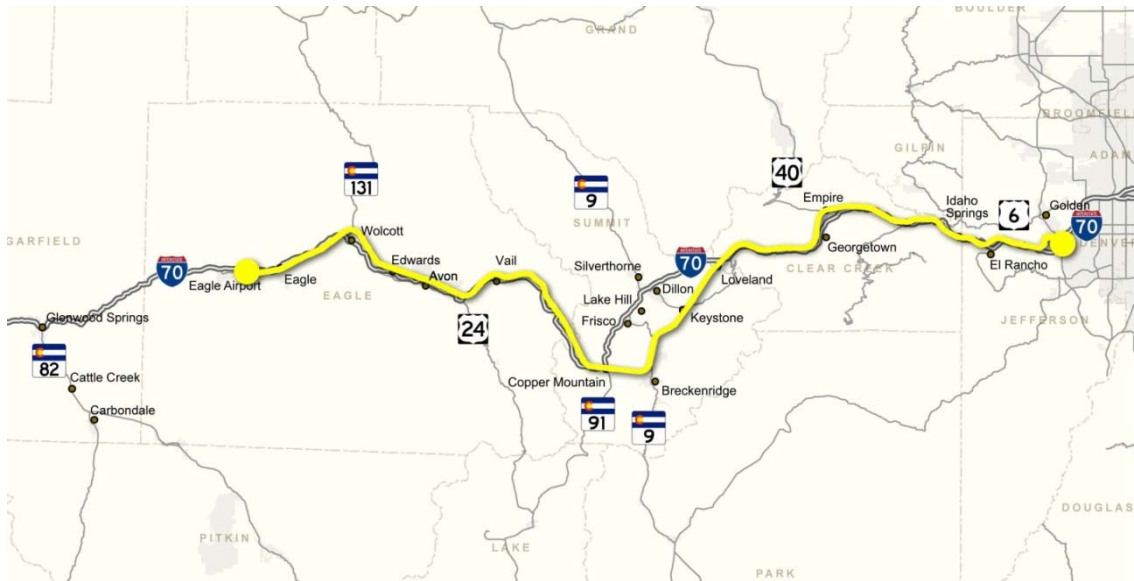 BOULDER
GRAND
BROOMFIEL
GILPIN
ADAM
40
131
9
Idaho
Springs
Empire
6
Golden
SUMMIT
70
GARFIELD
Wolcott
DENVER
70
Edwards
Vail
Silverthorne
70
Georgetown
El Rancho
Eagle Airport
Eagle
Avon
EAGLE
Loveland
CLEAR CREEK
Dillon
Lake Hill
Keystone
JEFFERSON
Glenwood Springs
24
Frisco
82
Cattle Creek
Copper Mountain
Breckenridge
Carbondale
91
9
DOUGLAS
PITKIN
LAKE
PARK